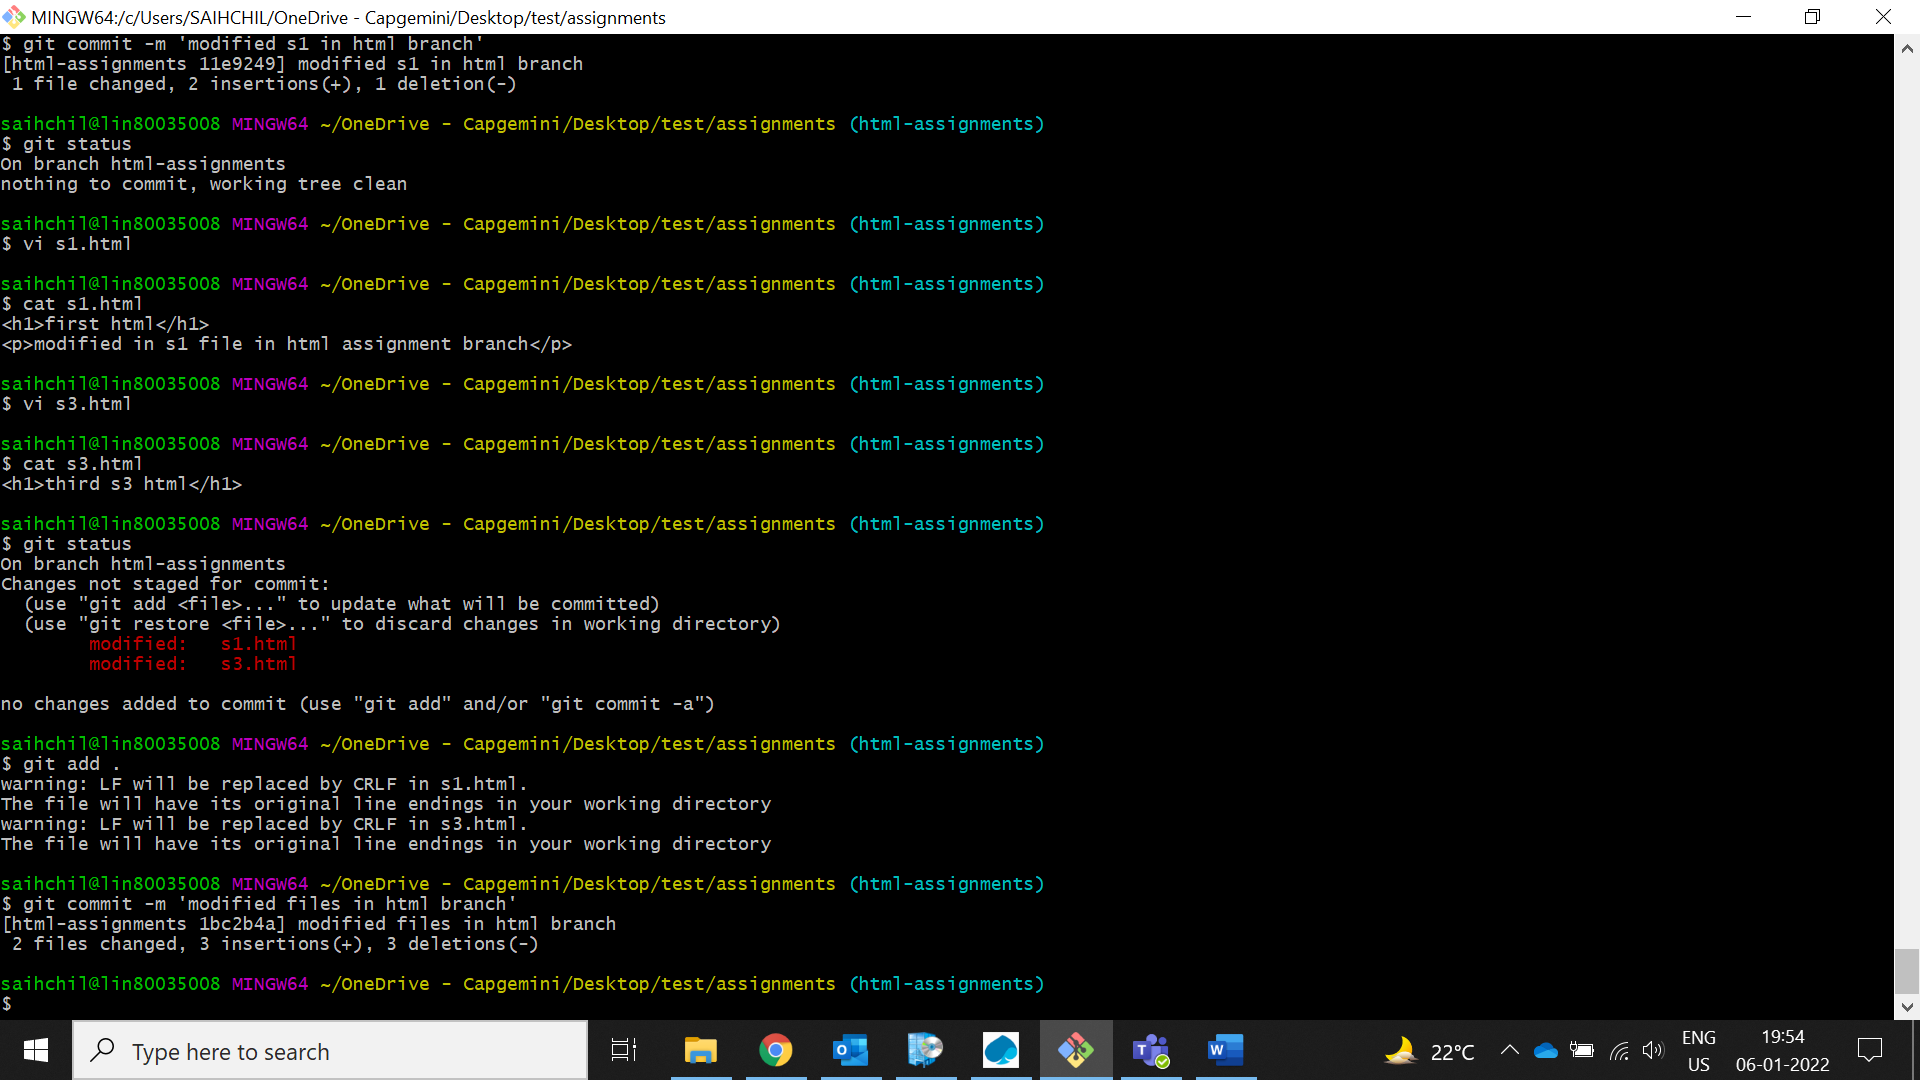 MINGW64:/c/Users/SAIHCHIL/OneDrive - Capgemini/Desktop/test/assignments
$ git commit -m 'modified s1 in html branch'
[html-assignments 11e9249] modified s1 in html branch
 1 file changed, 2 insertions(+), 1 deletion(-)
saihchil@lin80035008 MINGW64 ~/OneDrive - Capgemini/Desktop/test/assignments (html-assignments)
$ git status
On branch html-assignments
nothing to commit, working tree clean
saihchil@lin80035008 MINGW64 ~/OneDrive - Capgemini/Desktop/test/assignments (html-assignments)
$ vi s1.html
saihchil@lin80035008 MINGW64 ~/OneDrive - Capgemini/Desktop/test/assignments (html-assignments)
$ cat s1.html
<h1>first html</h1>
<p>modified in s1 file in html assignment branch</p>
saihchil@lin80035008 MINGW64 ~/OneDrive - Capgemini/Desktop/test/assignments (html-assignments)
$ vi s3.html
saihchil@lin80035008 MINGW64 ~/OneDrive - Capgemini/Desktop/test/assignments (html-assignments)
$ cat s3.html
<h1>third s3 html</h1>
saihchil@lin80035008 MINGW64 ~/OneDrive - Capgemini/Desktop/test/assignments (html-assignments)
$ git status
On branch html-assignments
Changes not staged for commit:
  (use "git add <file>..." to update what will be committed)
  (use "git restore <file>..." to discard changes in working directory)
        modified:   s1.html
        modified:   s3.html
no changes added to commit (use "git add" and/or "git commit -a")
saihchil@lin80035008 MINGW64 ~/OneDrive - Capgemini/Desktop/test/assignments (html-assignments)
$ git add .
warning: LF will be replaced by CRLF in s1.html.
The file will have its original line endings in your working directory
warning: LF will be replaced by CRLF in s3.html.
The file will have its original line endings in your working directory
saihchil@lin80035008 MINGW64 ~/OneDrive - Capgemini/Desktop/test/assignments (html-assignments)
$ git commit -m 'modified files in html branch'
[html-assignments 1bc2b4a] modified files in html branch
 2 files changed, 3 insertions(+), 3 deletions(-)
saihchil@lin80035008 MINGW64 ~/OneDrive - Capgemini/Desktop/test/assignments (html-assignments)
$
Type here to search
22°C
ENG
US
19:54
06-01-2022